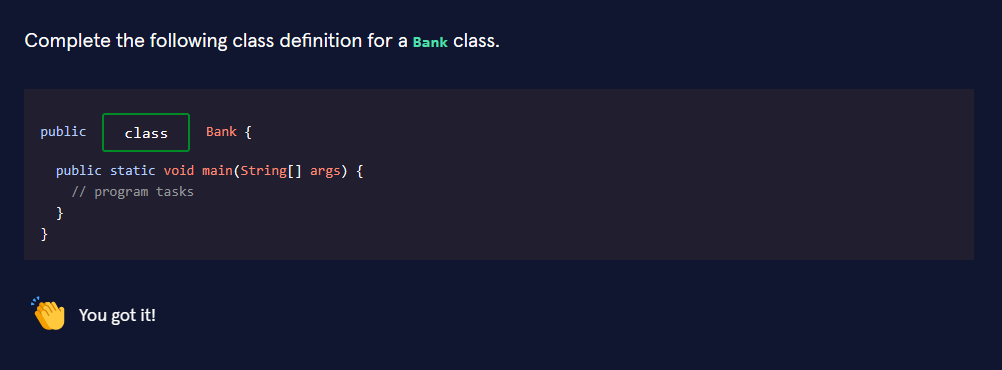 Complete the following class definition for a Bank class.
public class Bank {
public static void main(String[] args) {
// program tasks
}
}
You got it!